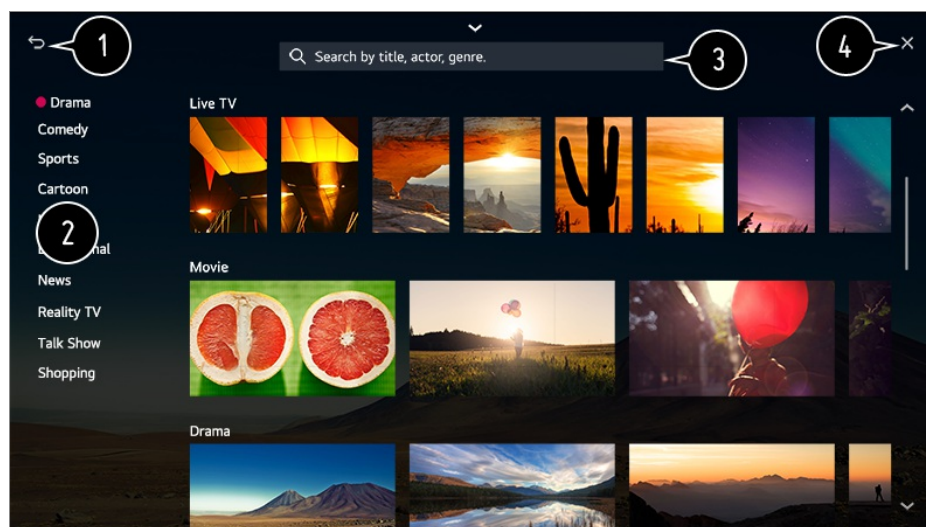 1
4
Search by title, actor, genre.
3
Drama
Comedy
Sports
Cartoon
2
News
Reality TV
Talk Show
Shopping
Live TV
Movie
Drama